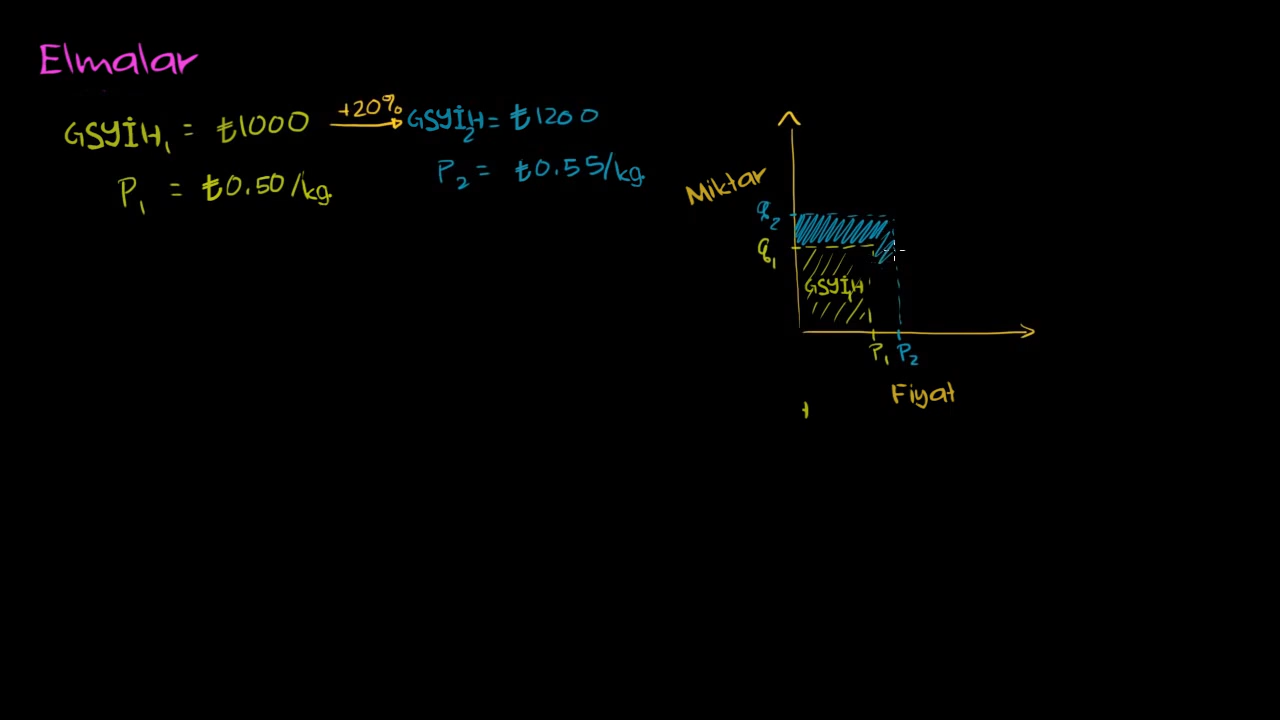 Elmalar
GSYİH₁ = ₺1000 +20% GSYİH₂ = ₺1200
P₁ = ₺0.50/kg. P₂ = ₺0.55/kg.
Miktar
q₂
q₁
GSYİH₁
P₁ P₂
Fiyat